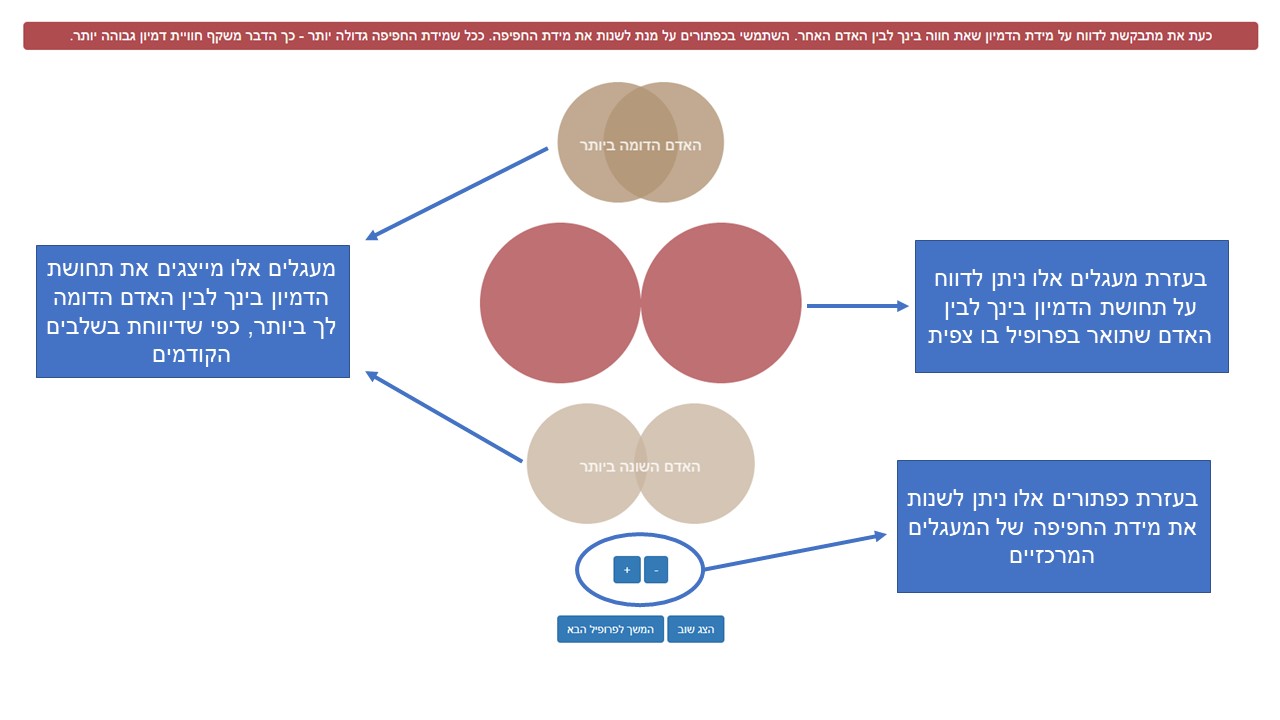 כעת את מתבקשת לדווח על מידת הדמיון שאת חווה בינך לבין האדם האחר. השתמשי בכפתורים על מנת לשנות את מידת החפיפה. ככל שמידת החפיפה גדולה יותר - כך הדבר משקף חוויית דמיון גבוהה יותר.
האדם הדומה ביותר
בעזרת מעגלים אלו ניתן לדווח
על תחושת הדמיון בינך לבין
האדם שתואר בפרופיל בו צפית
מעגלים אלו מייצגים את תחושת
הדמיון בינך לבין האדם הדומה
לך ביותר, כפי שדיווחת בשלבים
הקודמים
האדם השונה ביותר
בעזרת כפתורים אלו ניתן לשנות
את מידת החפיפה של המעגלים
המרכזיים
- +
הצג שוב
המשך לפרופיל הבא